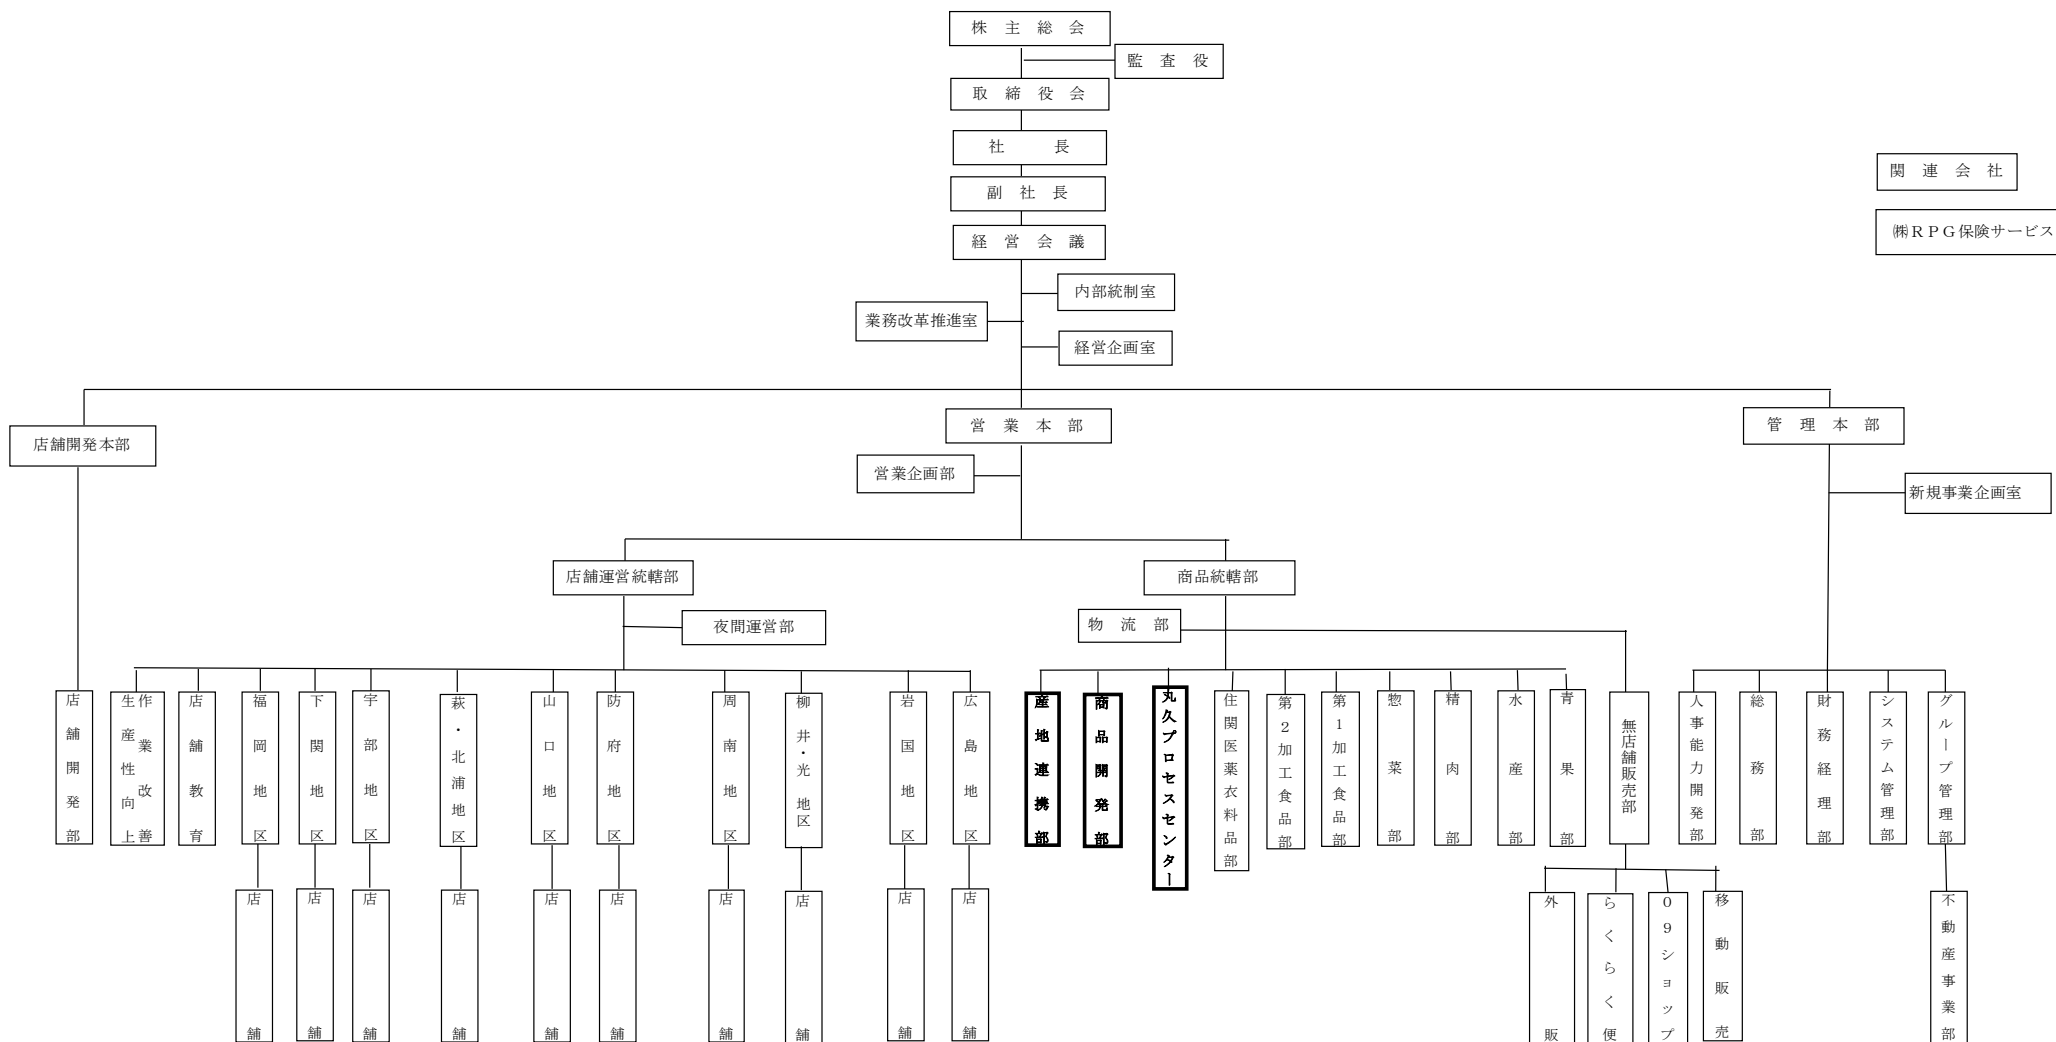 株主総会
監査役
取締役会
社長
副社長
経営会議
関連会社
㈱ＲＰＧ保険サービス
内部統制室
業務改革推進室
経営企画室
店舗開発本部
営業本部
管理本部
営業企画部
新規事業企画室
店舗運営統轄部
商品統轄部
夜間運営部
物流部
店舗開発部
作業改善
生産性向上
店舗教育
福岡地区
下関地区
宇部地区
萩・北浦地区
山口地区
防府地区
周南地区
柳井・光地区
岩国地区
広島地区
産地連携部
商品開発部
丸久プロセスセンター
住関医薬衣料品部
第２加工食品部
第１加工食品部
惣菜部
精肉部
水産部
青果部
無店舗販売部
人事能力開発部
総務部
財務経理部
システム管理部
グループ管理部
店舗
店舗
店舗
店舗
店舗
店舗
店舗
店舗
店舗
店舗
外販
らくらく便
０９ショップ
移動販売
不動産事業部